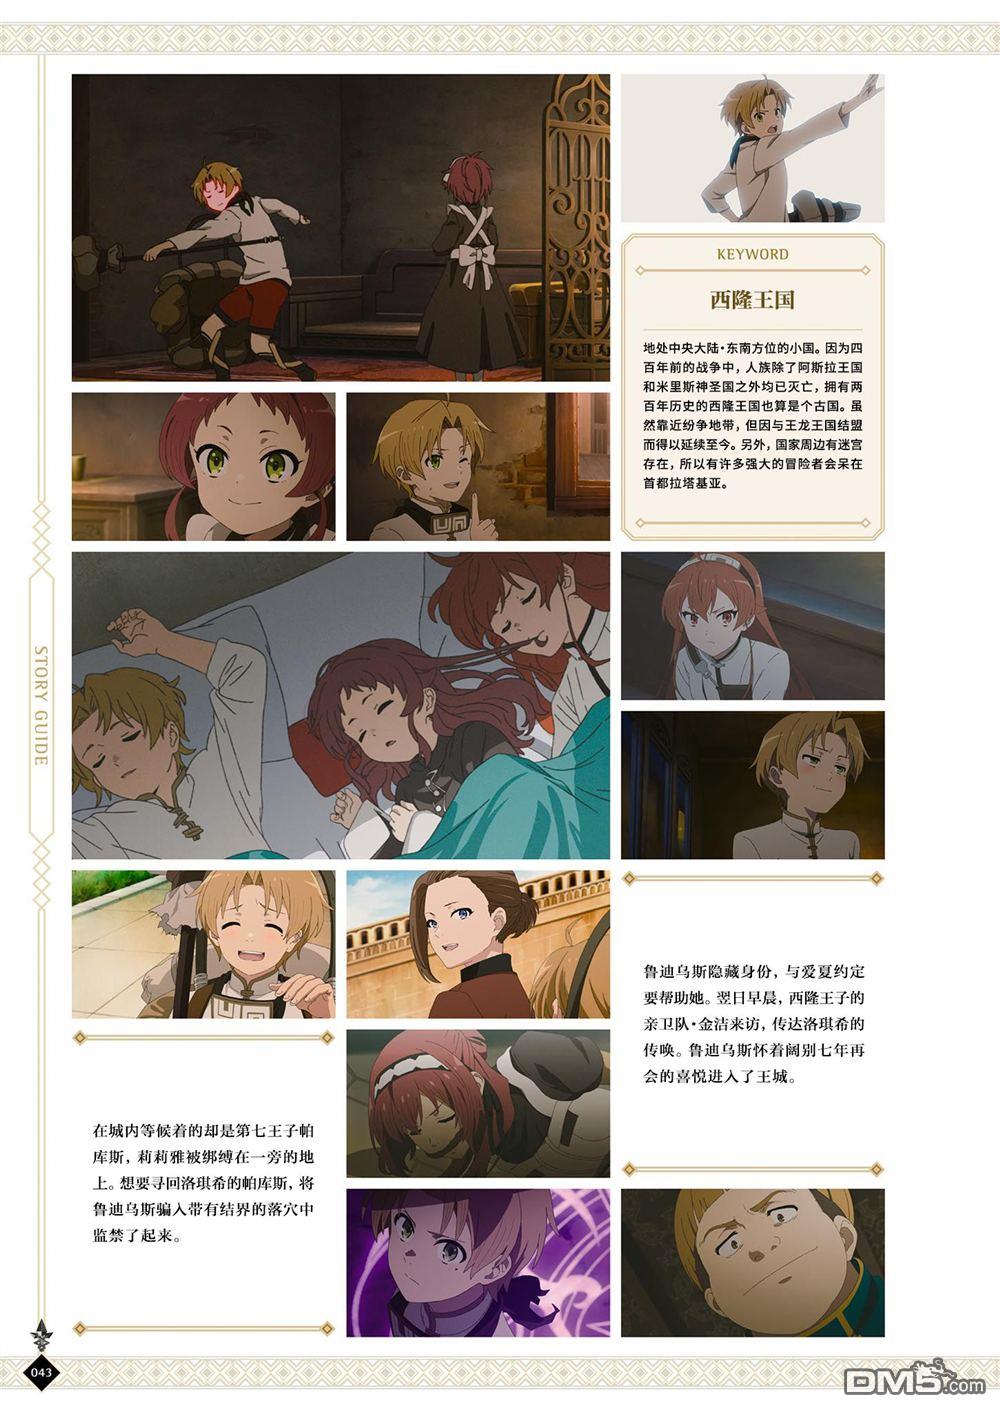 KEYWORD
西隆王国
地处中央大陆·东南方位的小国。因为四
百年前的战争中，人族除了阿斯拉王国
和米里斯神圣国之外均已灭亡，拥有两
百年历史的西隆王国也算是个古国。虽
然靠近纷争地带，但因与王龙王国结盟
而得以延续至今。另外，国家周边有迷宫
存在，所以有许多强大的冒险者会呆在
首都拉塔基亚。
STORY GUIDE
鲁迪乌斯隐藏身份，与爱夏约定
要帮助她。翌日早晨，西隆王子的
亲卫队·金洁来访，传达洛琪希的
传唤。鲁迪乌斯怀着阔别七年再
会的喜悦进入了王城。
在城内等候着的却是第七王子帕
库斯，莉莉雅被绑缚在一旁的地
上。想要寻回洛琪希的帕库斯，将
鲁迪乌斯骗入带有结界的落穴中
监禁了起来。
043
DM5.com